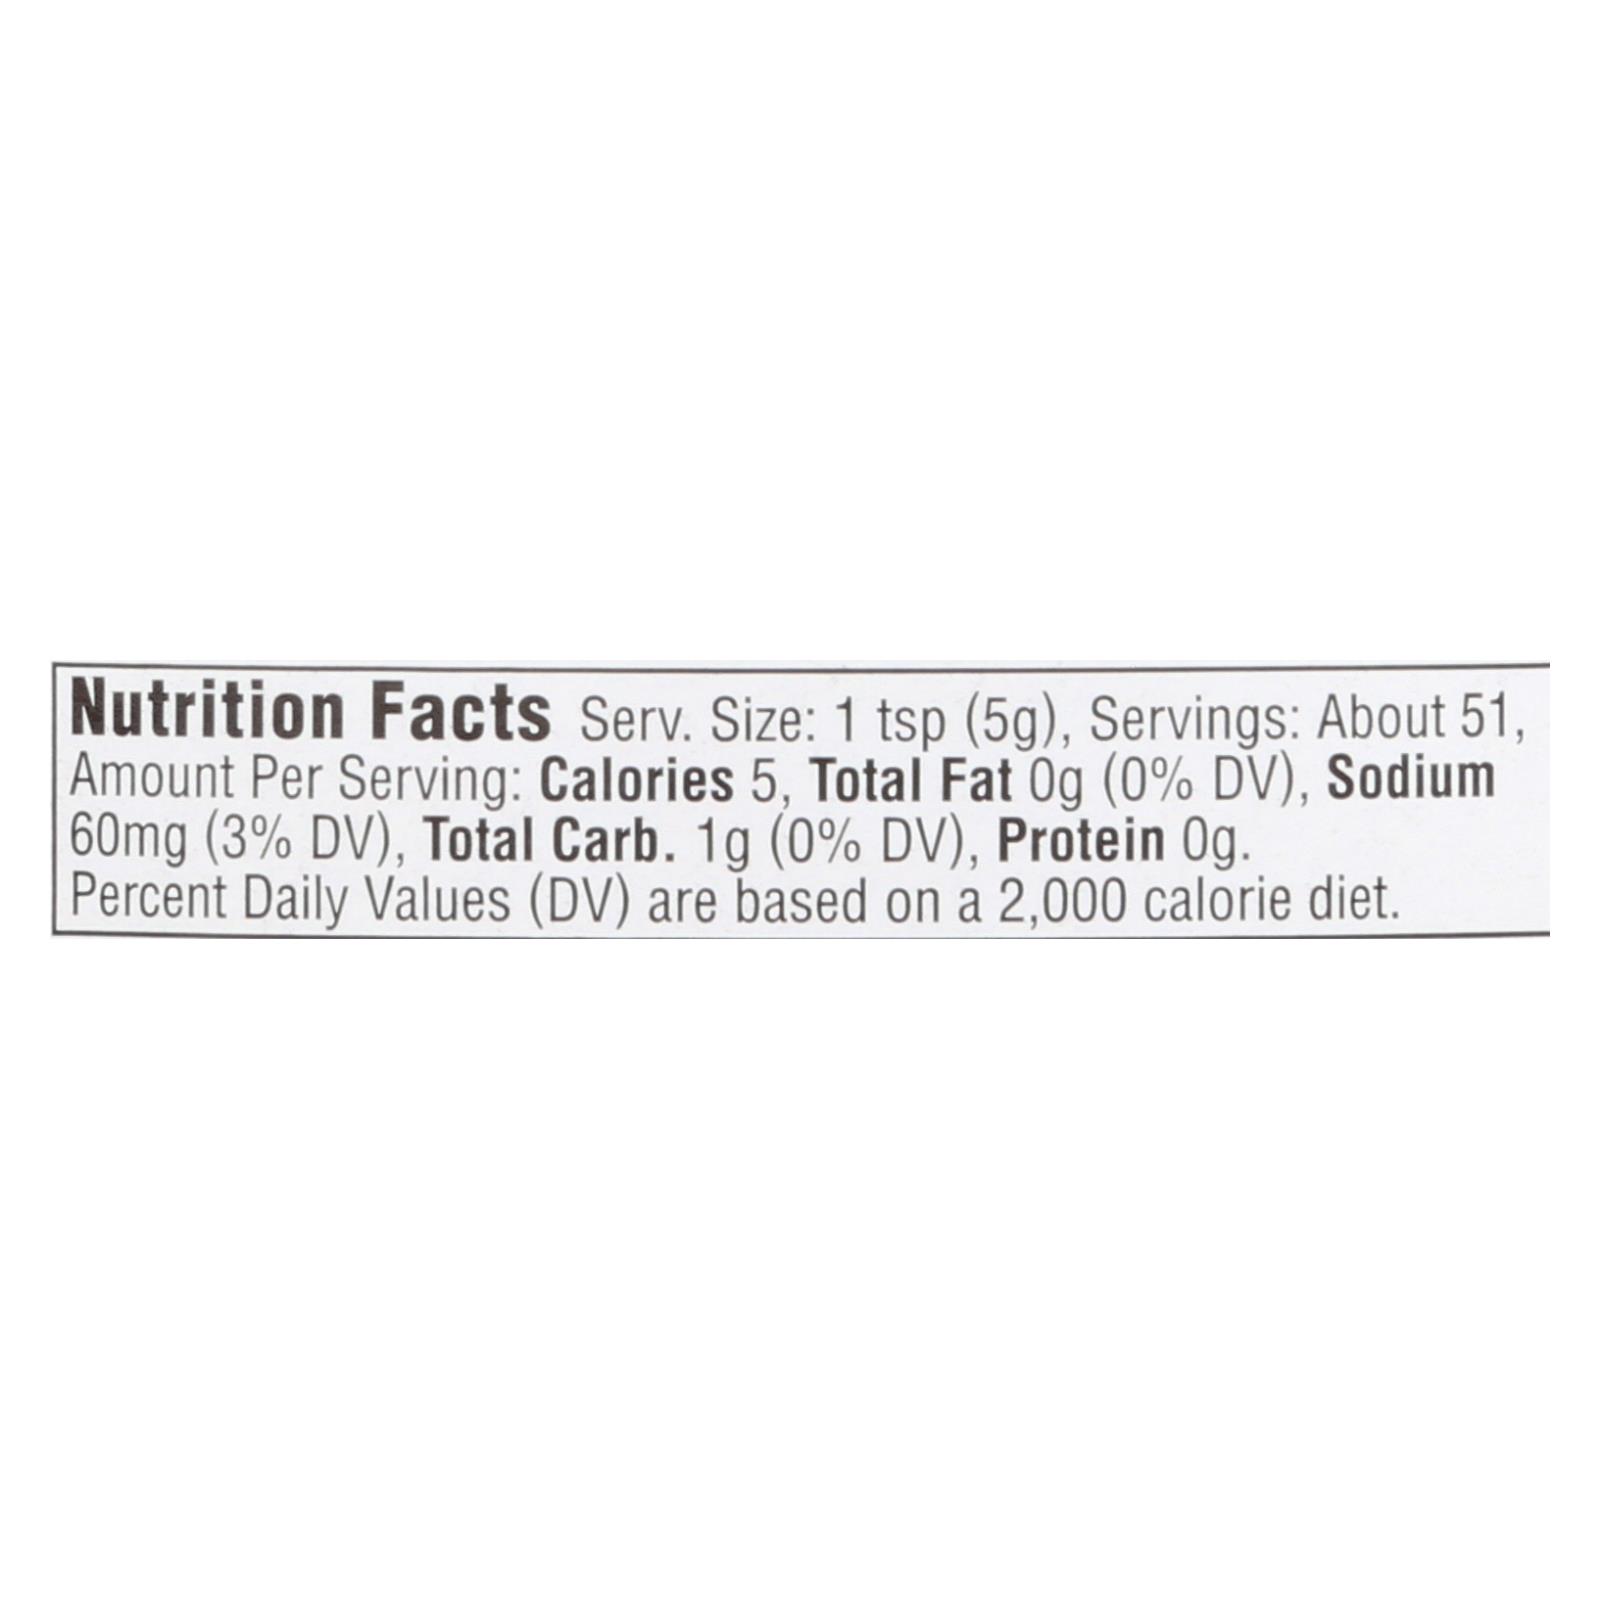 Nutrition Facts Serv. Size: 1 tsp (5g), Servings: About 51,
Amount Per Serving: Calories 5, Total Fat 0g (0% DV), Sodium
60mg (3% DV), Total Carb. 1g (0% DV), Protein 0g.
Percent Daily Values (DV) are based on a 2,000 calorie diet.